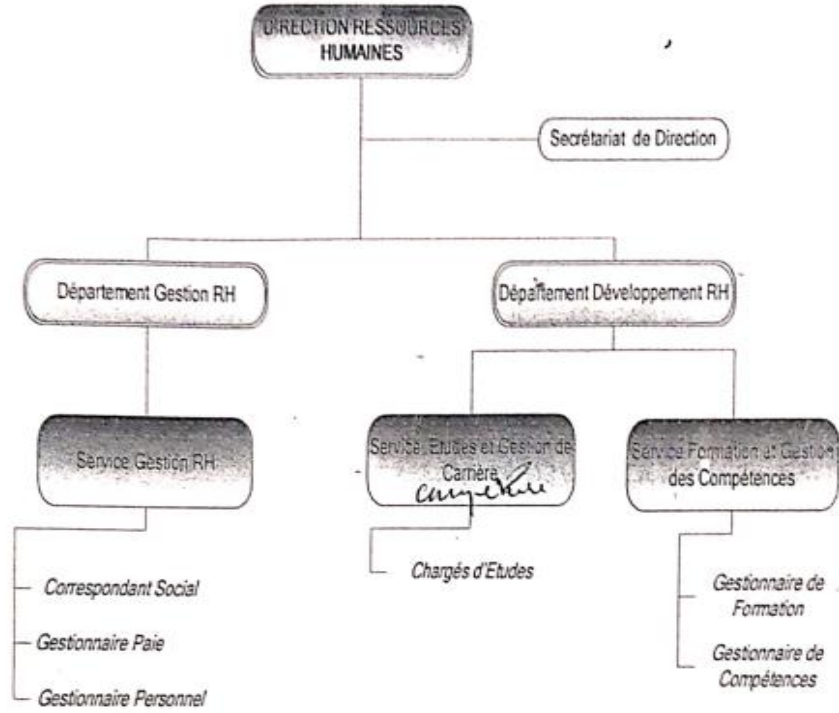 DIRECTION RESSOURCES
HUMAINES
Secrétariat de Direction
Département Gestion RH
Département Développement RH
Service Gestion RH
Service Etudes et Gestion de
Carrière
Service Formation et Gestion
des Compétences
Correspondant Social
Gestionnaire Paie
Gestionnaire Personnel
Chargés d'Etudes
Gestionnaire de
Formation
Gestionnaire de
Compétences